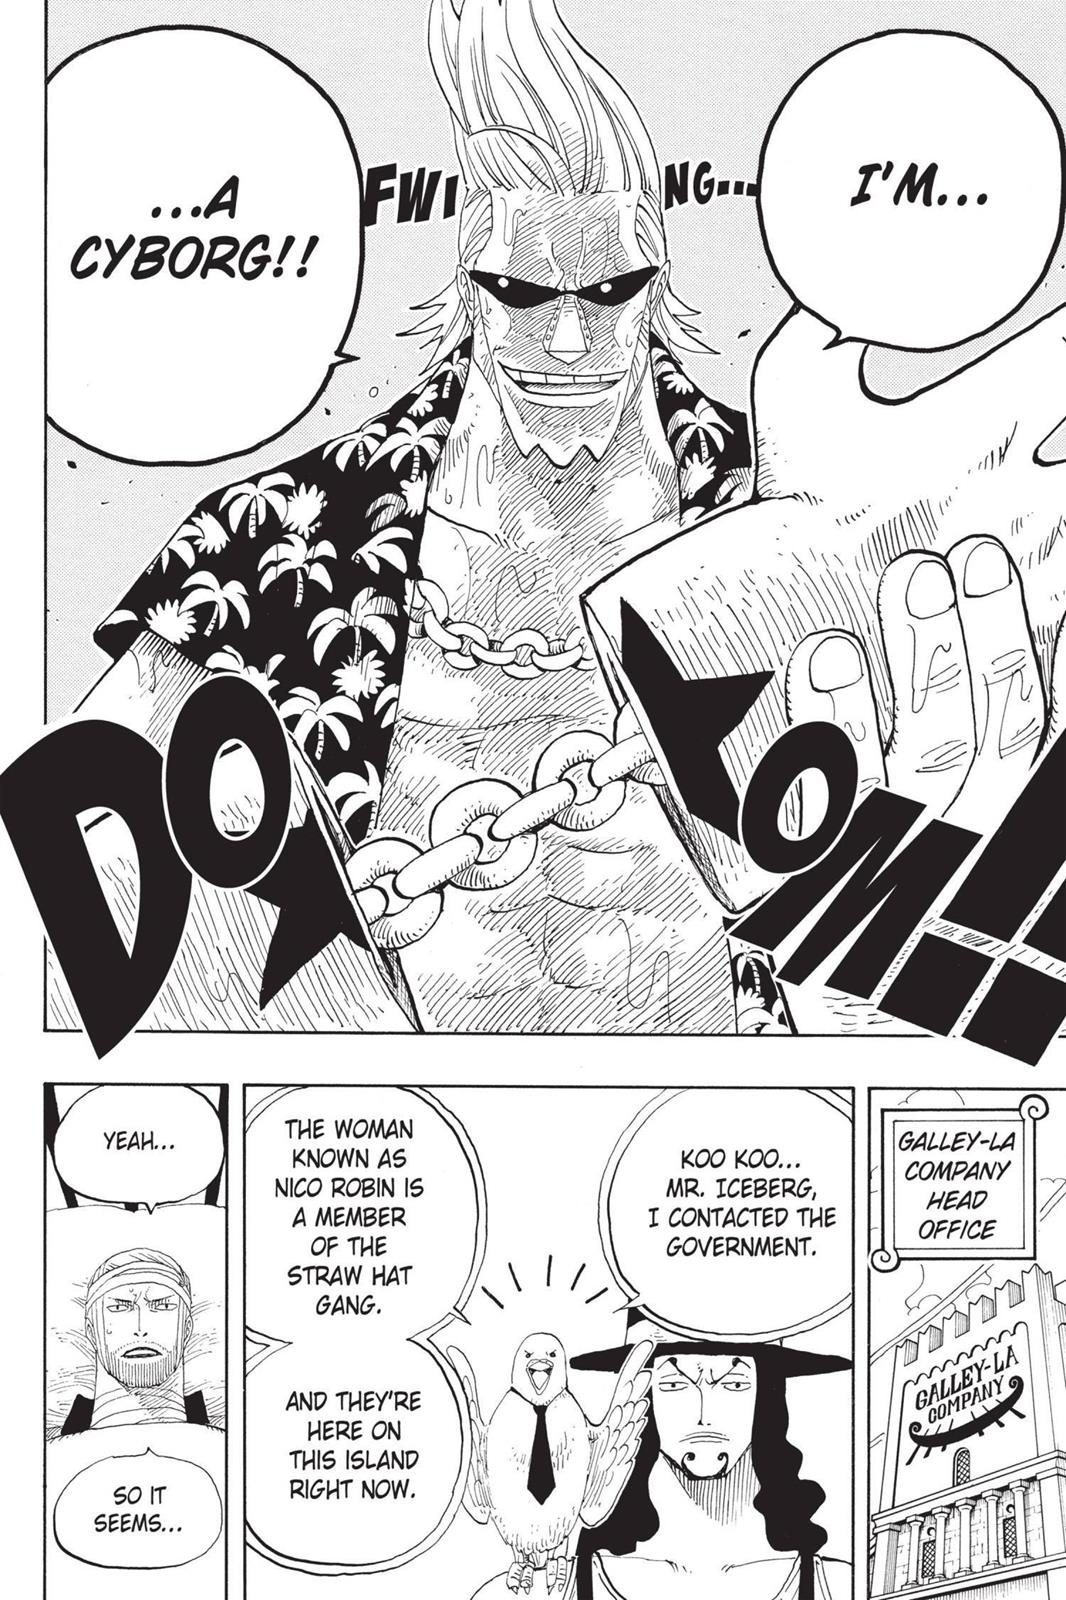 I'M...
FWI
NG...
...A
CYBORG!!
DO
OM!!
GALLEY-LA
COMPANY
HEAD
OFFICE
GALLEY-LA
COMPANY
KOO KOO...
MR. ICEBERG,
I CONTACTED THE
GOVERNMENT.
THE WOMAN
KNOWN AS
NICO ROBIN IS
A MEMBER
OF THE
STRAW HAT
GANG.
AND THEY'RE
HERE ON
THIS ISLAND
RIGHT NOW.
YEAH...
SO IT
SEEMS...